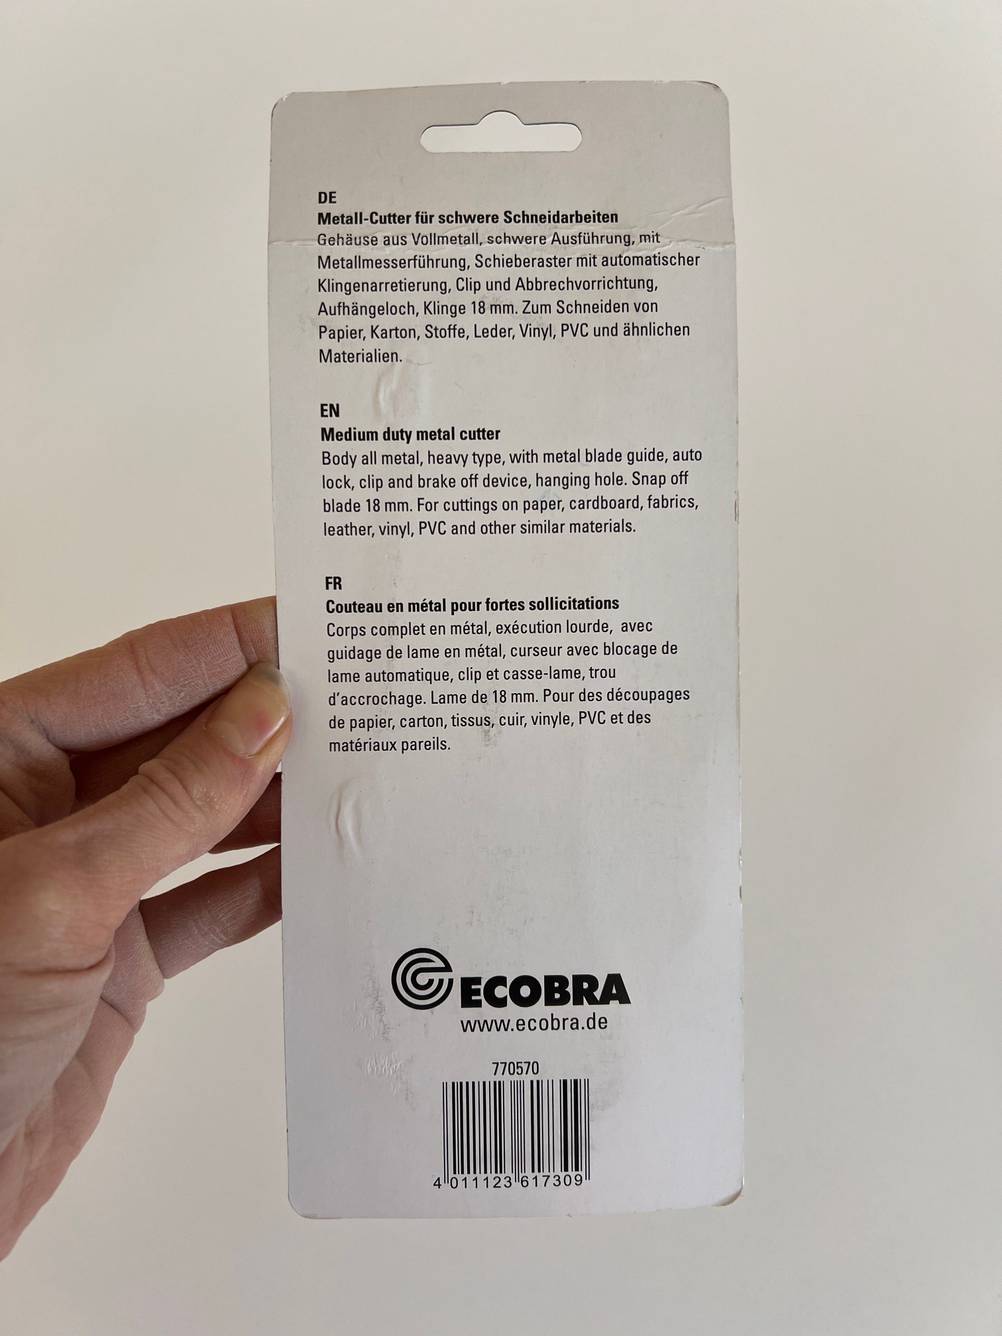 DE
Metall-Cutter für schwere Schneidarbeiten
Gehäuse aus Vollmetall, schwere Ausführung, mit
Metallmesserführung, Schieberaster mit automatischer
Klingenarretierung, Clip und Abbrechvorrichtung,
Aufhängeloch, Klinge 18 mm. Zum Schneiden von
Papier, Karton, Stoffe, Leder, Vinyl, PVC und ähnlichen
Materialien.
EN
Medium duty metal cutter
Body all metal, heavy type, with metal blade guide, auto
lock, clip and brake off device, hanging hole. Snap off
blade 18 mm. For cuttings on paper, cardboard, fabrics,
leather, vinyl, PVC and other similar materials.
FR
Couteau en métal pour fortes sollicitations
Corps complet en métal, exécution lourde, avec
guidage de lame en métal, curseur avec blocage de
lame automatique, clip et casse-lame, trou
d'accrochage. Lame de 18 mm. Pour des découpages
de papier, carton, tissus, cuir, vinyle, PVC et des
matériaux pareils.
ECOBRA
www.ecobra.de
770570
4 011123 617309